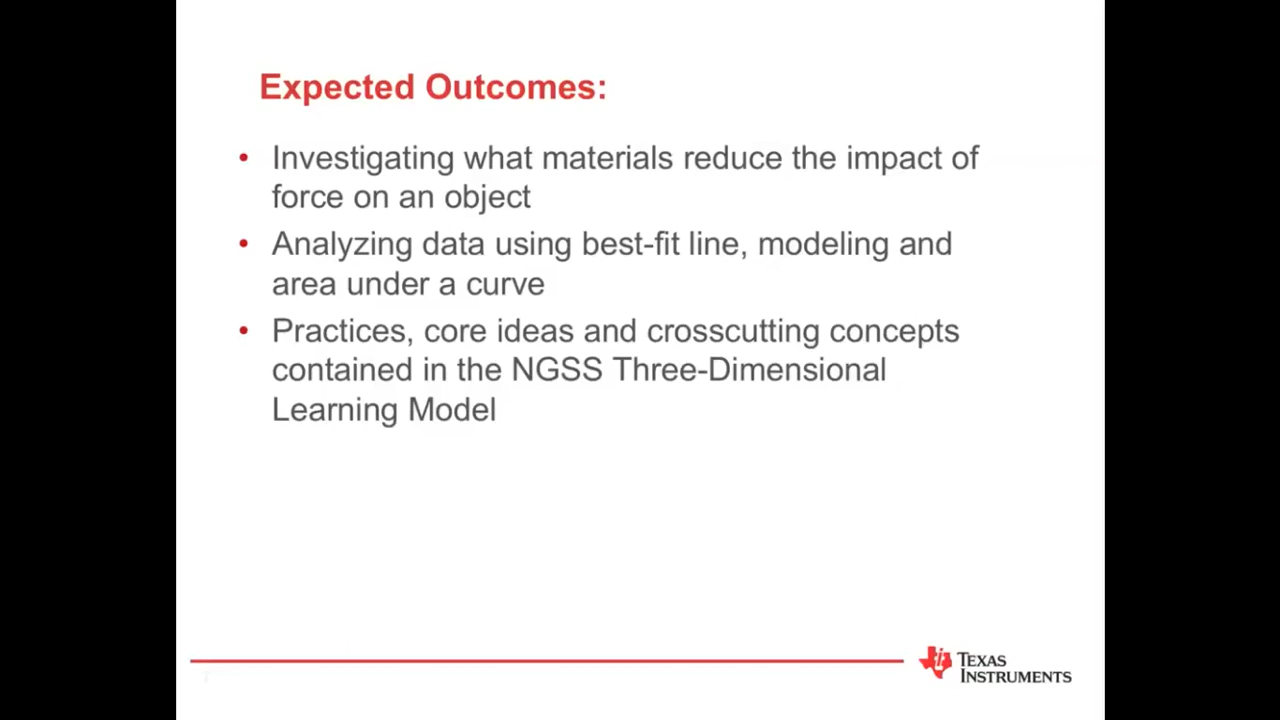 Expected Outcomes:
• Investigating what materials reduce the impact of
force on an object
• Analyzing data using best-fit line, modeling and
area under a curve
• Practices, core ideas and crosscutting concepts
contained in the NGSS Three-Dimensional
Learning Model
TEXAS
INSTRUMENTS